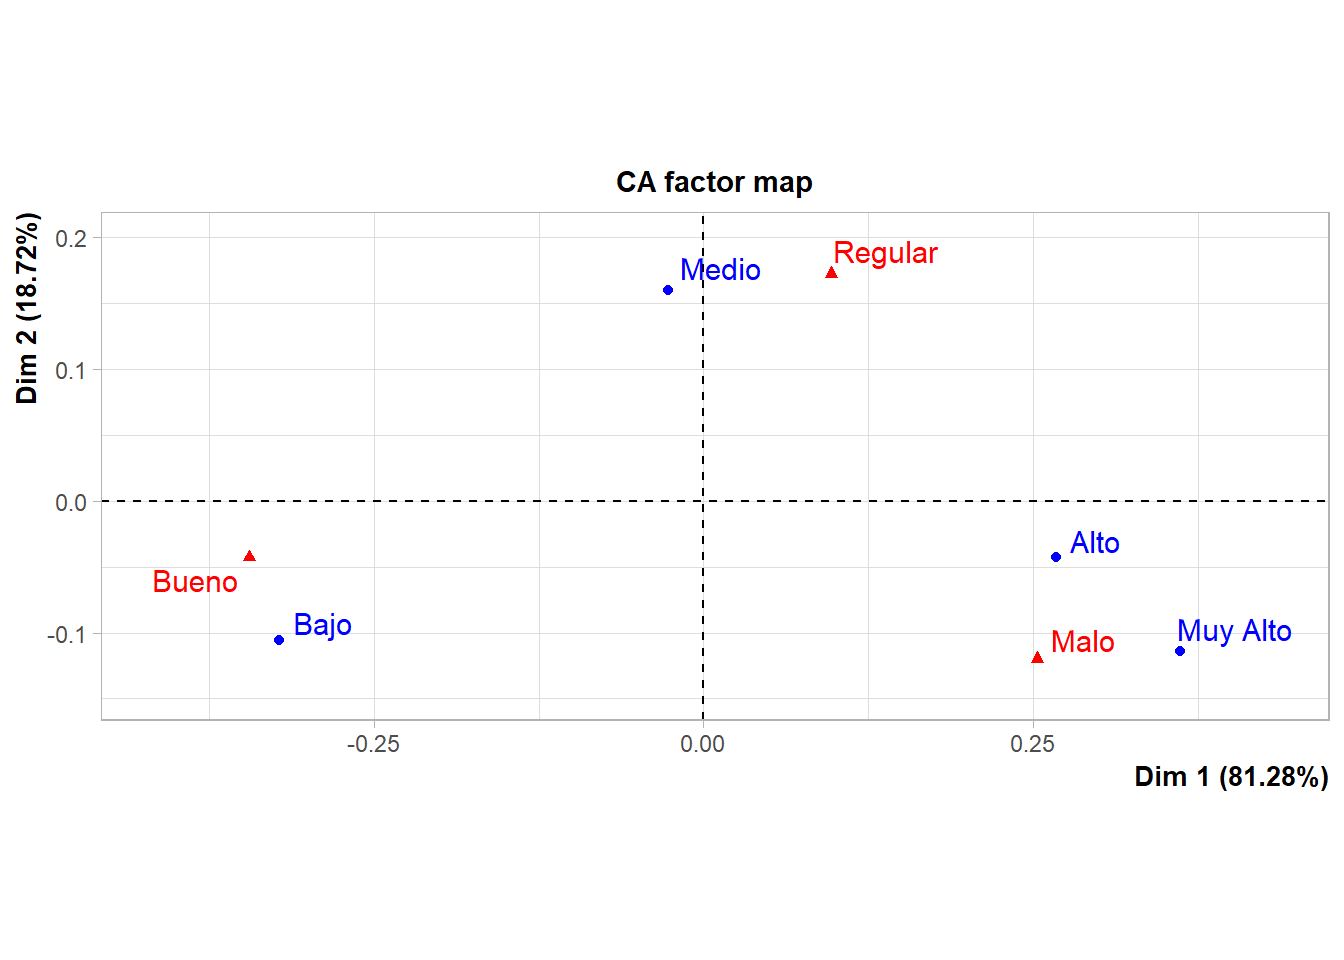 CA factor map
Dim 2 (18.72%)
0.2
0.1
0.0
-0.1
Medio
Regular
Alto
Bueno
Bajo
Muy Alto
Malo
-0.25
0.00
0.25
Dim 1 (81.28%)